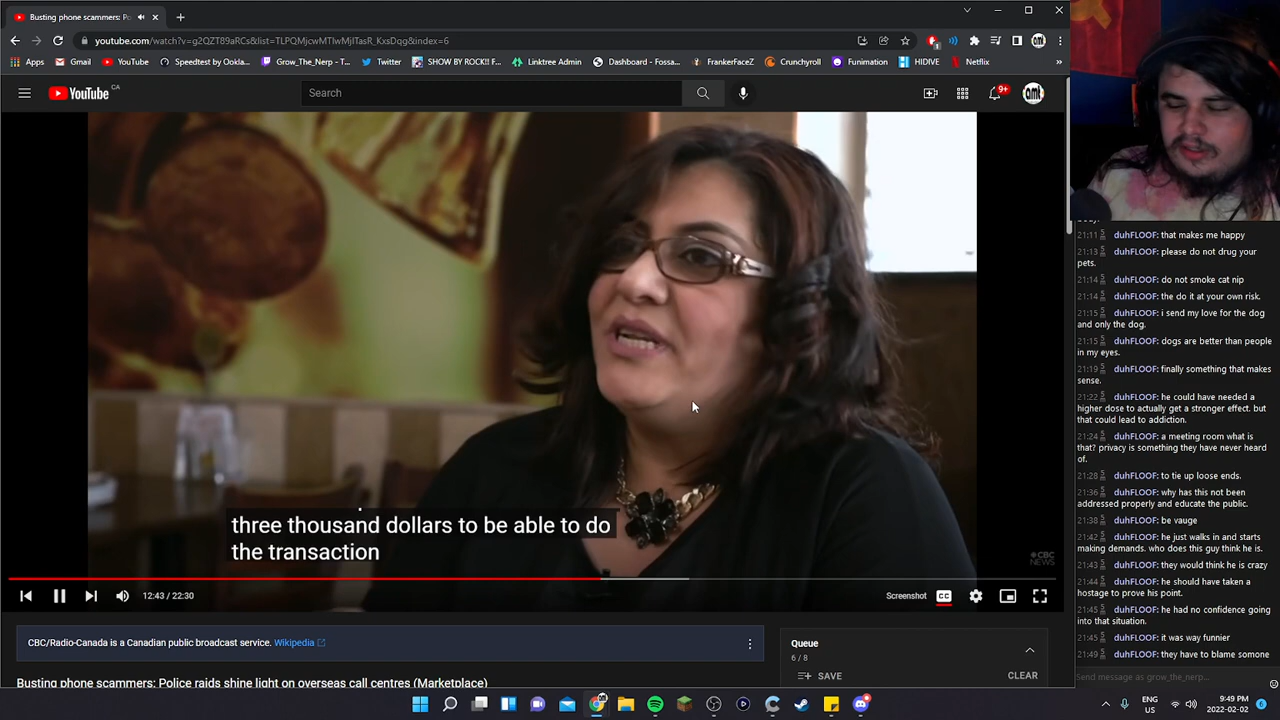 Busting phone scammers: Po
youtube.com/watch?v=g2QZT89aRCs&list=TLPQMjcwMTIwMjITasR_KxsDqg&index=6
Apps Gmail YouTube Speedtest by Ookla... Grow_The_Nerp - T... Twitter SHOW BY ROCK!! F... Linktree Admin Dashboard - Fossa... FrankerFaceZ Crunchyroll Funimation HIDIVE Netflix »
YouTube CA
Search
9+
amt
three thousand dollars to be able to do
the transaction
CBC
NEWS
12:43 / 22:30
Screenshot
CC
CBC/Radio-Canada is a Canadian public broadcast service. Wikipedia
Queue
6 / 8
SAVE
CLEAR
Busting phone scammers: Police raids shine light on overseas call centres (Marketplace)
body.
21:11 duhFLOOF: that makes me happy
21:13 duhFLOOF: please do not drug your
pets.
21:14 duhFLOOF: do not smoke cat nip
21:14 duhFLOOF: the do it at your own risk.
21:15 duhFLOOF: i send my love for the dog
and only the dog.
21:15 duhFLOOF: dogs are better than people
in my eyes.
21:19 duhFLOOF: finally something that makes
sense.
21:22 duhFLOOF: he could have needed a
higher dose to actually get a stronger effect. but
that could lead to addiction.
21:24 duhFLOOF: a meeting room what is
that? privacy is something they have never heard
of.
21:28 duhFLOOF: to tie up loose ends.
21:36 duhFLOOF: why has this not been
addressed properly and educate the public.
21:38 duhFLOOF: be vauge
21:42 duhFLOOF: he just walks in and starts
making demands. who does this guy think he is.
21:43 duhFLOOF: they would think he is crazy
21:44 duhFLOOF: he should have taken a
hostage to prove his point.
21:45 duhFLOOF: he had no confidence going
into that situation.
21:45 duhFLOOF: it was way funnier
21:49 duhFLOOF: they have to blame somone
Send message as grow_the_nerp...
ENG
US
9:49 PM
2022-02-02
6